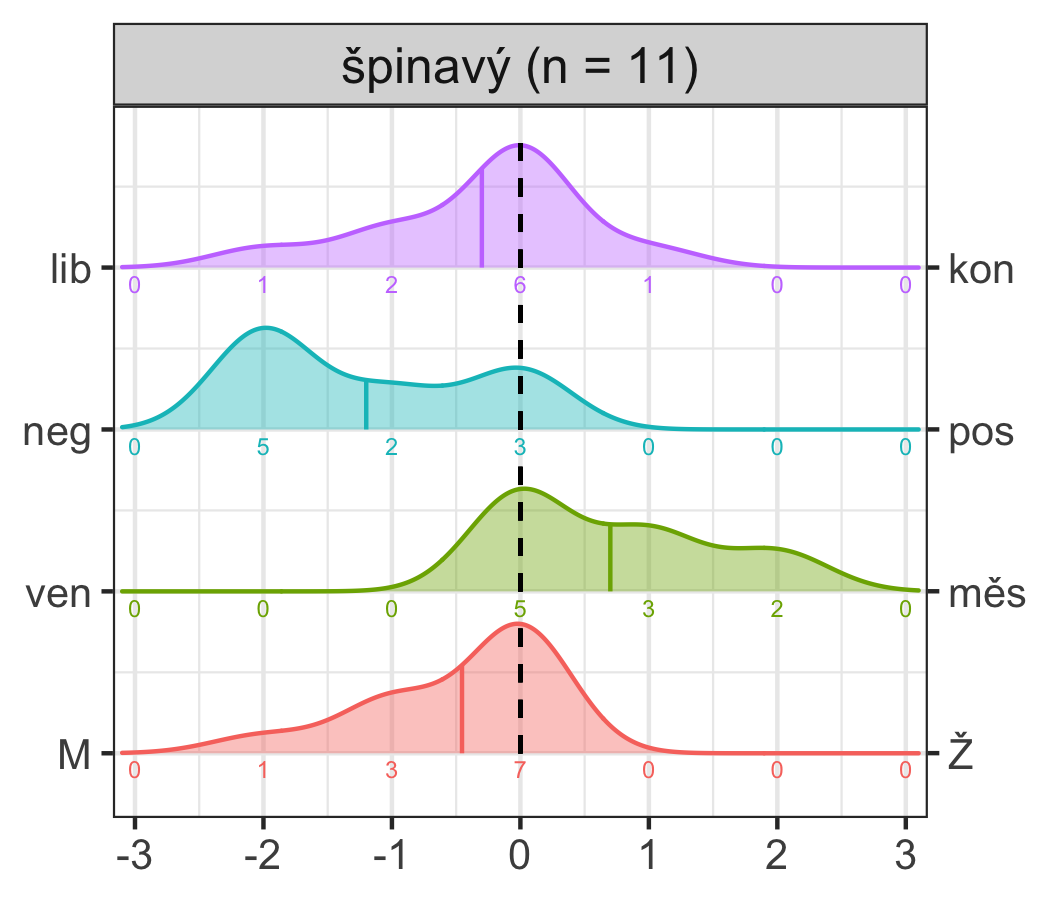 špinavý (n = 11)
lib kon
0 1 2 6 1 0 0
neg pos
0 5 2 3 0 0 0
ven měs
0 0 0 5 3 2 0
M Ž
0 1 3 7 0 0 0
-3 -2 -1 0 1 2 3